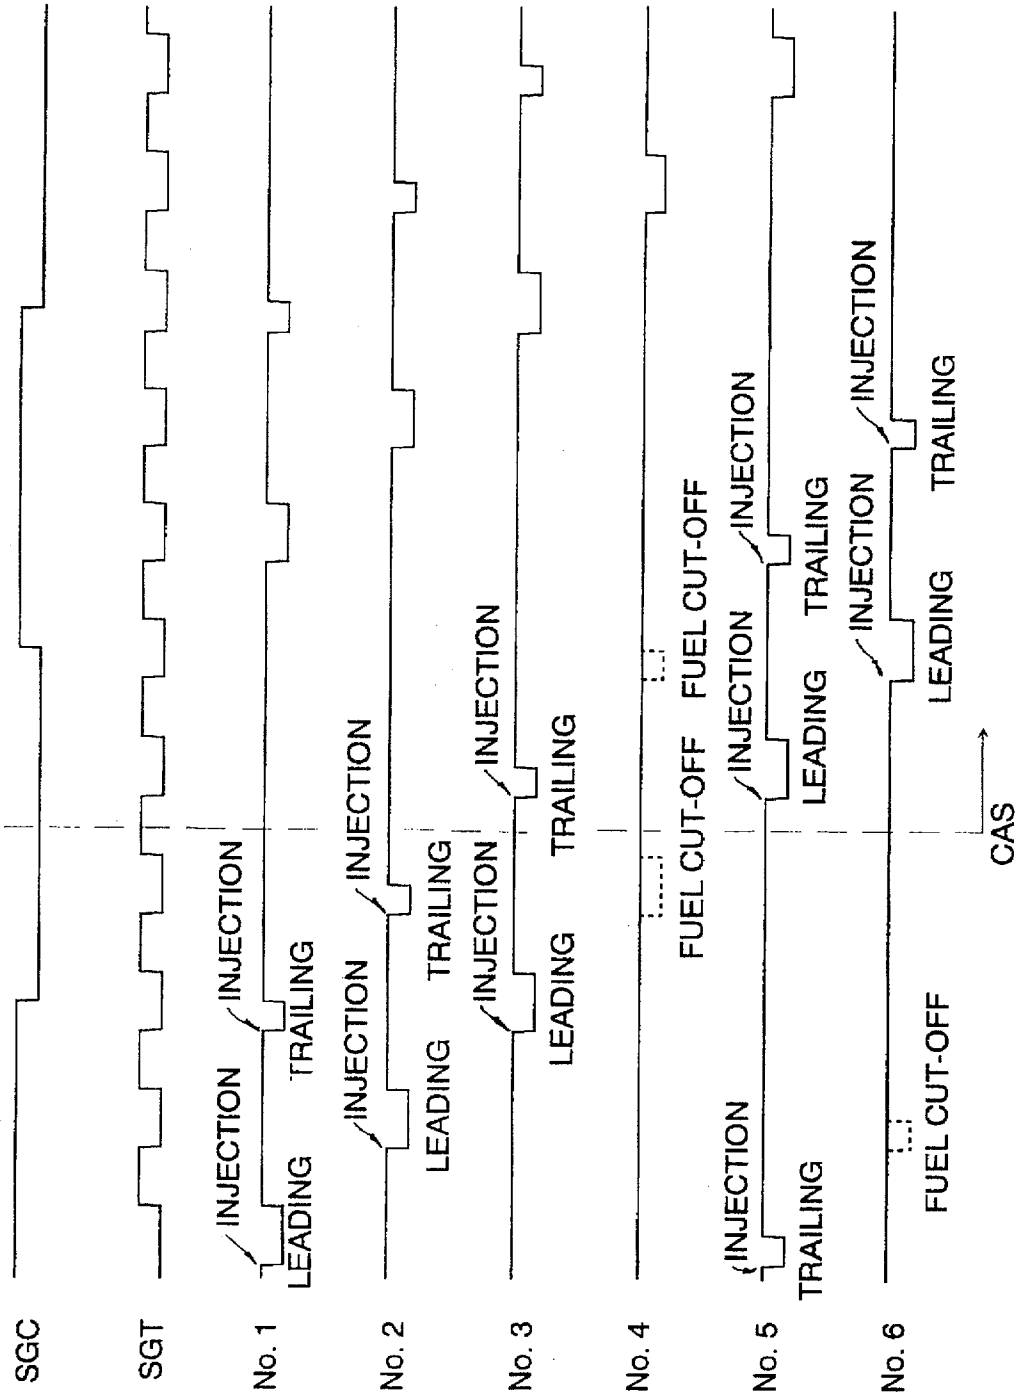 SGC
SGT
No. 1
INJECTION
LEADING
INJECTION
TRAILING
No. 2
INJECTION
LEADING
INJECTION
TRAILING
No. 3
INJECTION
LEADING
INJECTION
TRAILING
No. 4
FUEL CUT-OFF
FUEL CUT-OFF
No. 5
INJECTION
TRAILING
INJECTION
LEADING
INJECTION
TRAILING
No. 6
FUEL CUT-OFF
INJECTION
LEADING
INJECTION
TRAILING
CAS